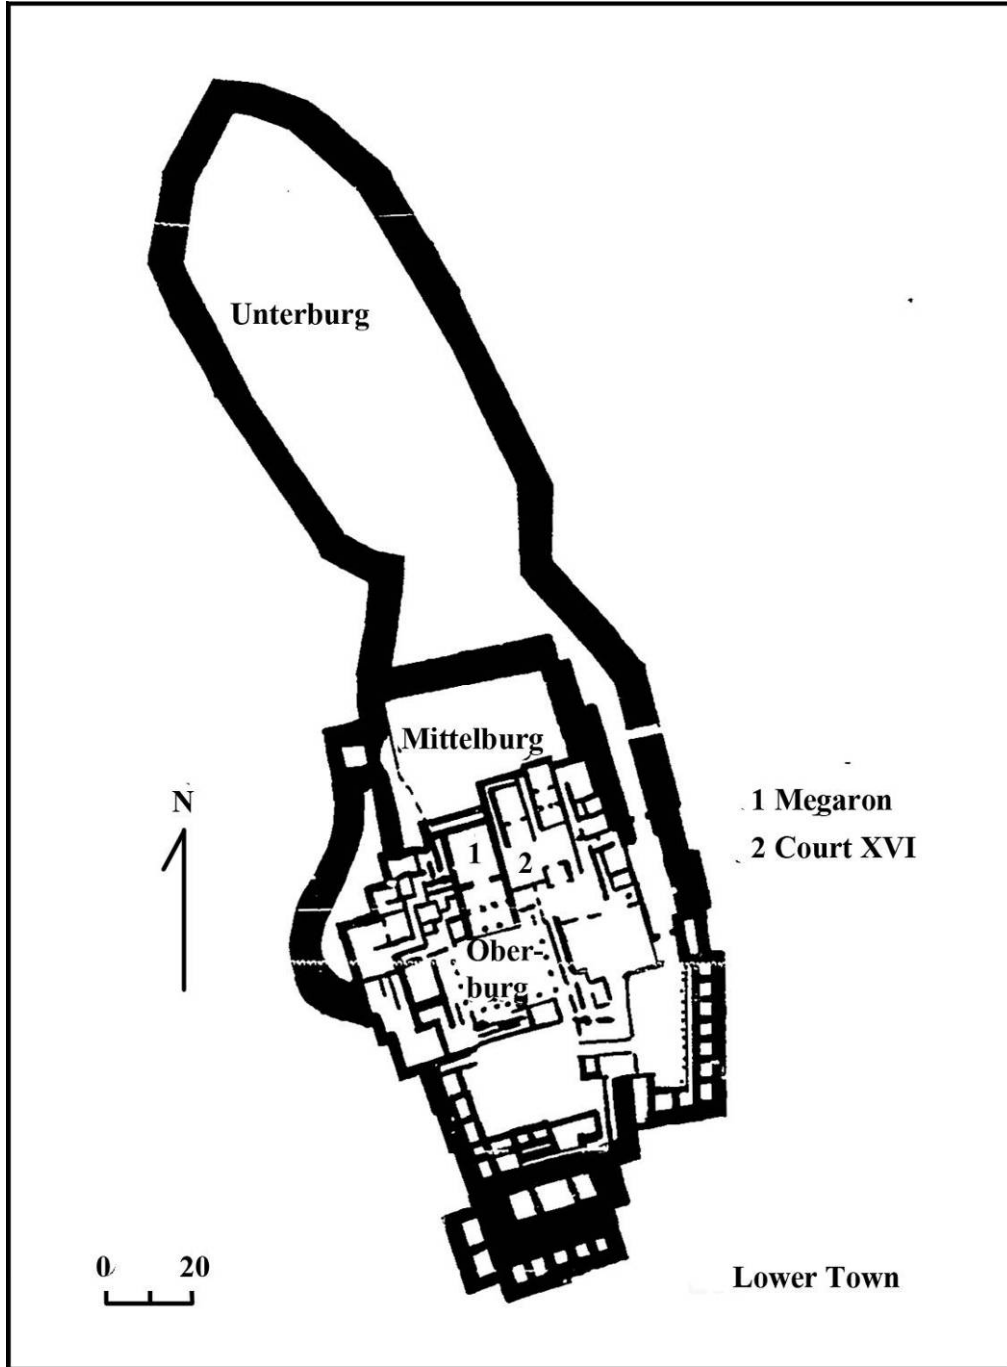 Unterburg
Mittelburg
N
1 Megaron
2 Court XVI
1
2
Ober-
burg
0 20
Lower Town